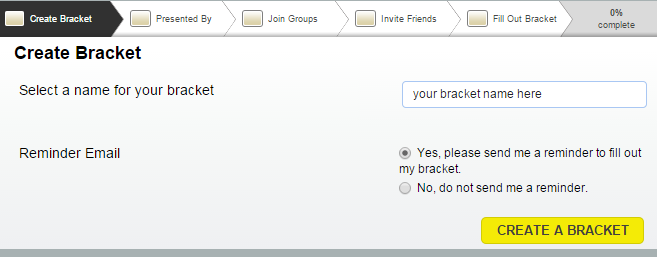 Create Bracket
Presented By
Join Groups
Invite Friends
Fill Out Bracket
0%
complete
Create Bracket
Select a name for your bracket
your bracket name here
Reminder Email
Yes, please send me a reminder to fill out
my bracket.
No, do not send me a reminder.
CREATE A BRACKET